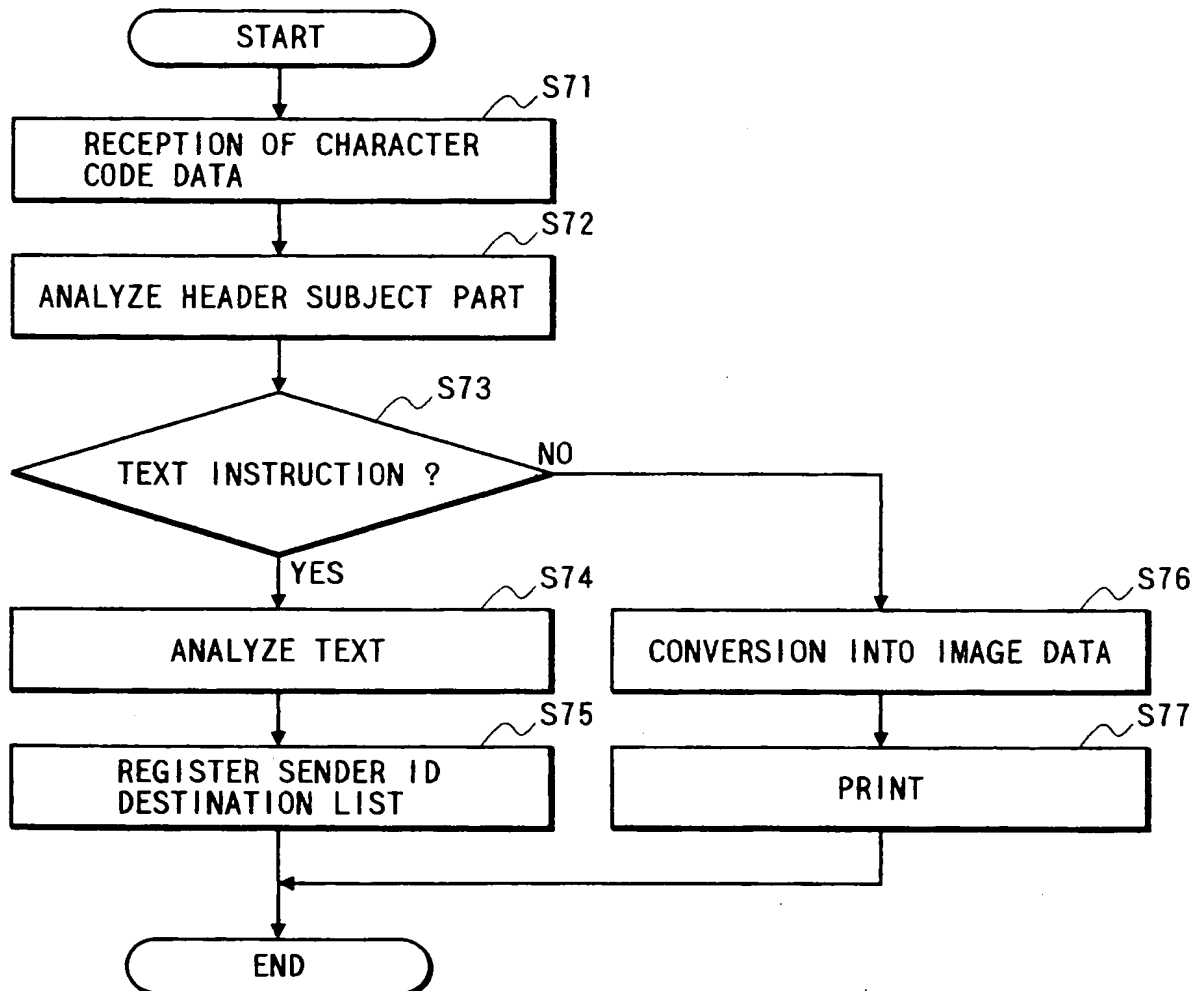 START
S71
RECEPTION OF CHARACTER
CODE DATA
S72
ANALYZE HEADER SUBJECT PART
S73
TEXT INSTRUCTION ?
NO
YES
S74
ANALYZE TEXT
S76
CONVERSION INTO IMAGE DATA
S75
REGISTER SENDER ID
DESTINATION LIST
S77
PRINT
END